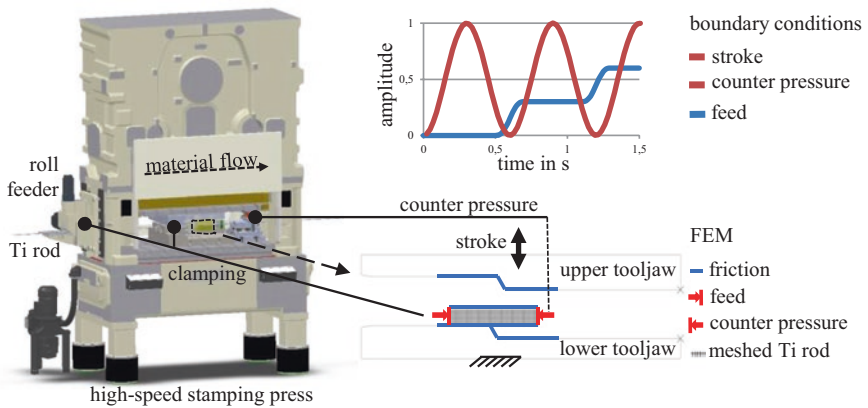 boundary conditions
stroke
counter pressure
feed
amplitude
1
0,5
0
0
0,5
1
1,5
time in s
material flow
roll
feeder
Ti rod
clamping
counter pressure
stroke
upper tooljaw
lower tooljaw
FEM
friction
feed
counter pressure
meshed Ti rod
high-speed stamping press